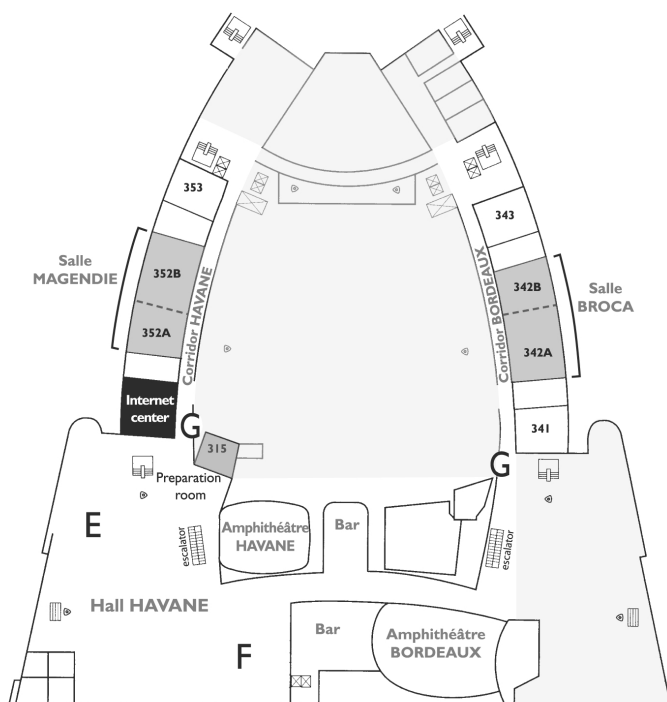 353
343
Salle
MAGENDIE
352B
352A
Corridor HAVANE
Corridor BORDEAUX
342B
342A
Salle
BROCA
Internet
center
G
315
341
G
Preparation
room
E
escalator
Amphithéâtre
HAVANE
Bar
escalator
Hall HAVANE
F
Bar
Amphithéâtre
BORDEAUX